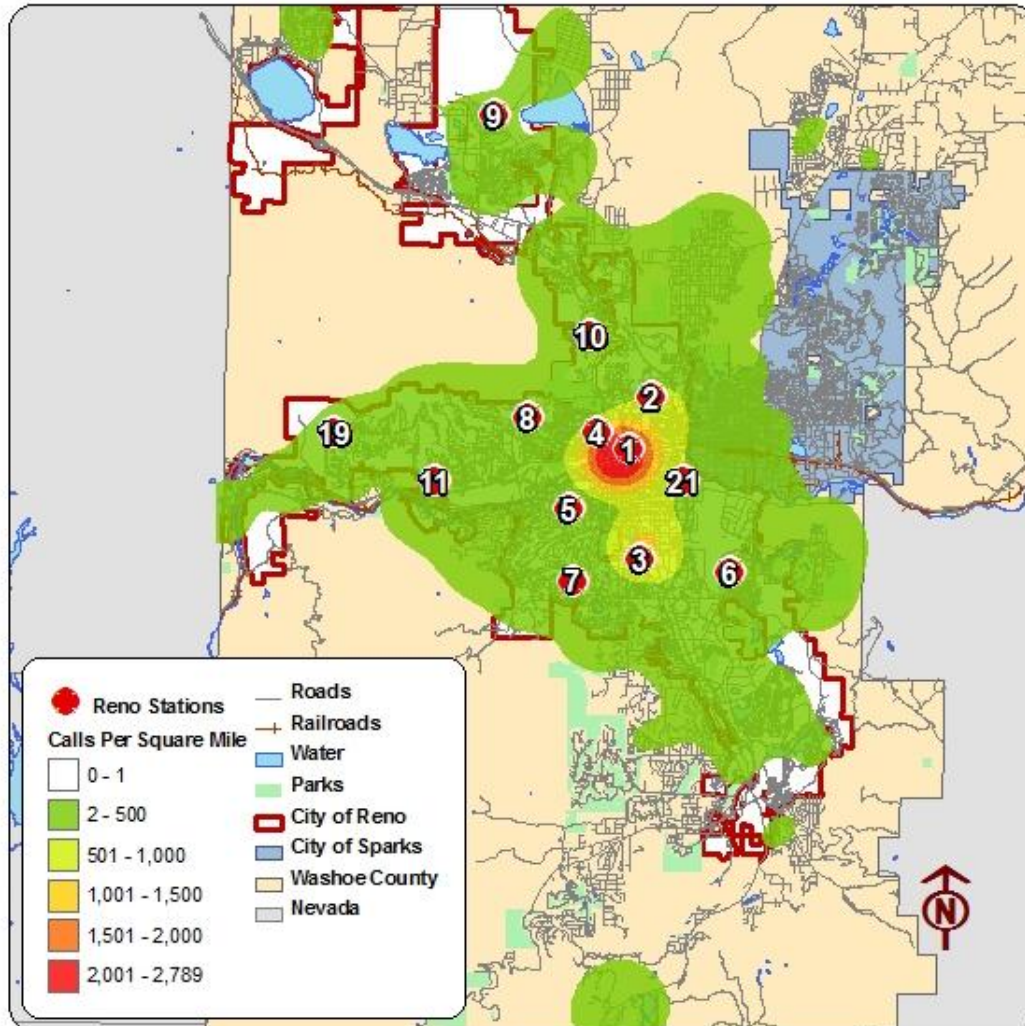 9
10
2
8
4
1
19
11
21
5
3
6
7
Reno Stations
Calls Per Square Mile
0 - 1
2 - 500
501 - 1,000
1,001 - 1,500
1,501 - 2,000
2,001 - 2,789
Roads
Railroads
Water
Parks
City of Reno
City of Sparks
Washoe County
Nevada
N